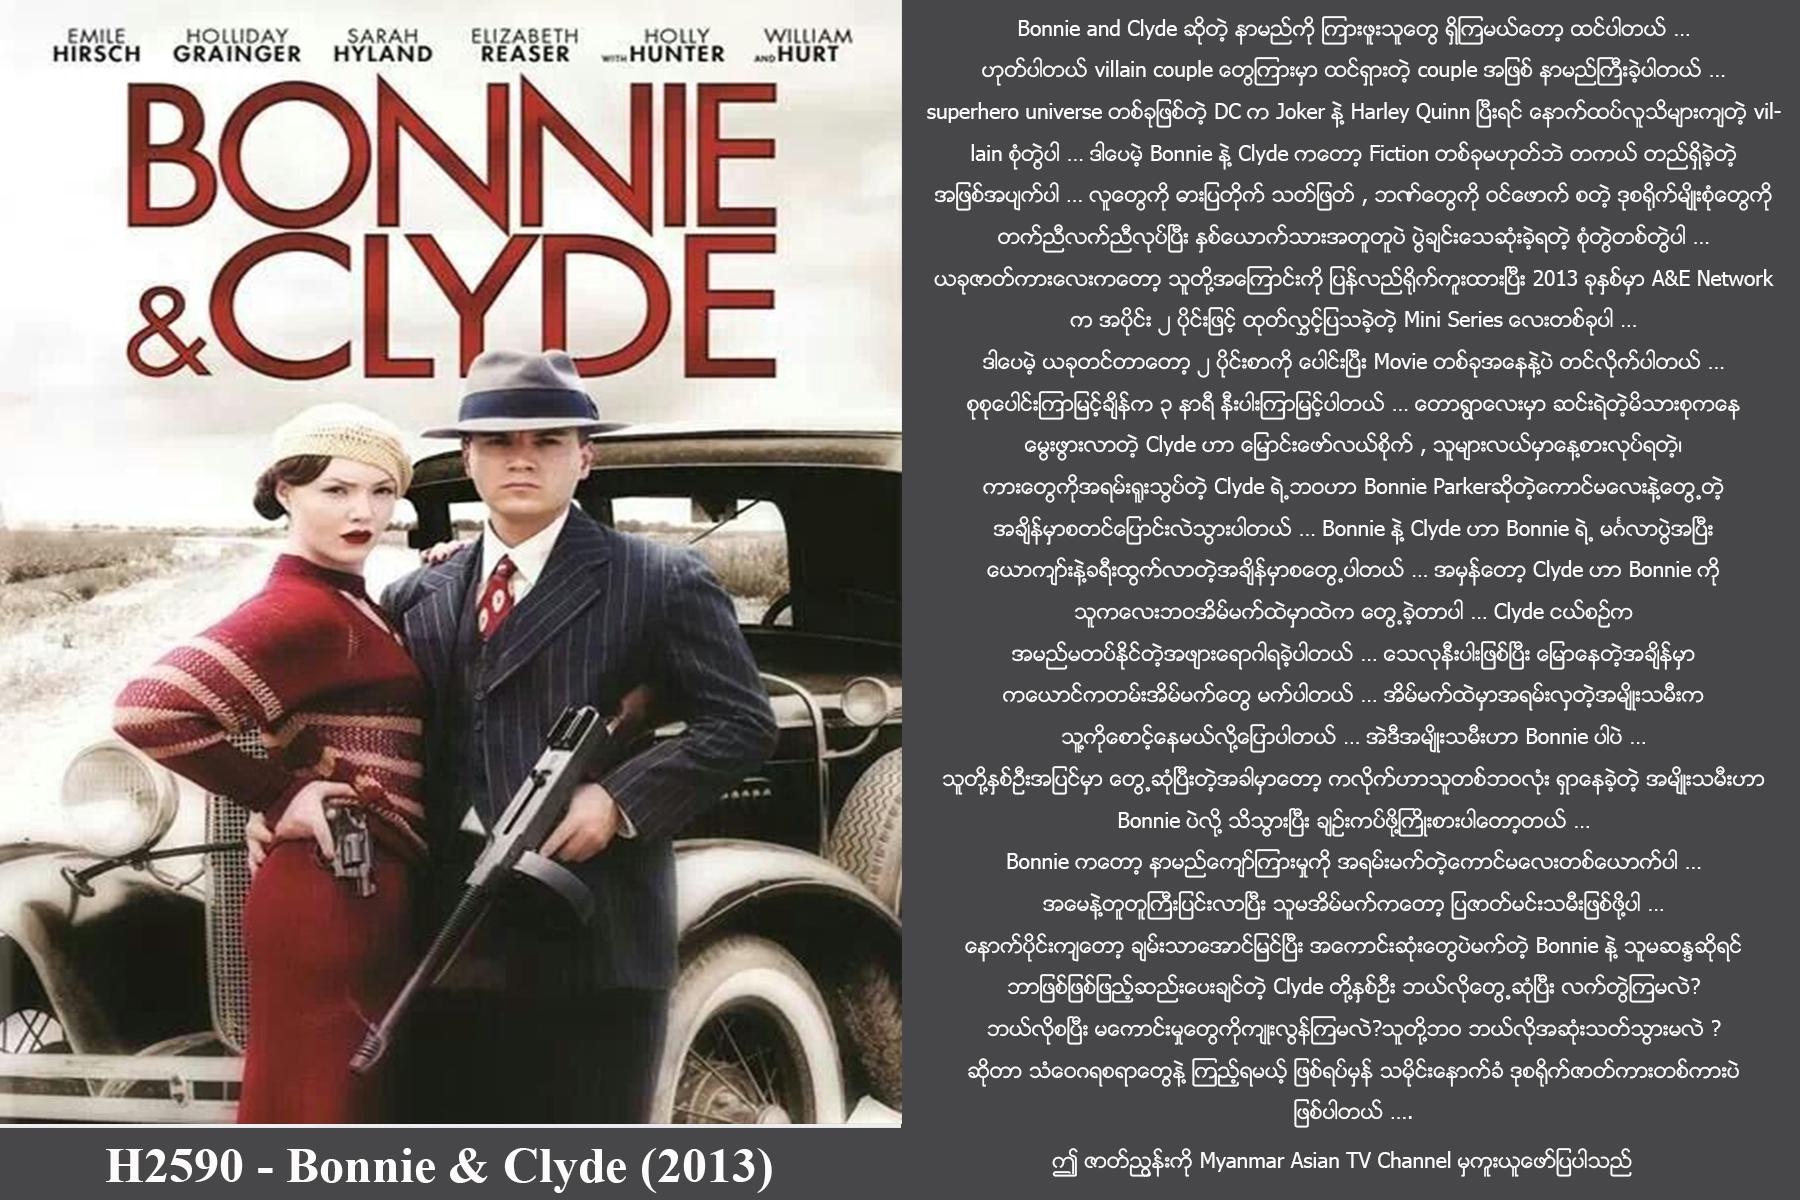 EMILE HIRSCH HOLLIDAY GRAINGER SARAH HYLAND ELIZABETH REASER WITH HOLLY HUNTER AND WILLIAM HURT
BONNIE
& CLYDE
H2590 - Bonnie & Clyde (2013)
Bonnie and Clyde ဆိုတဲ့ နာမည်ကို ကြားဖူးသူတွေ ရှိကြမယ်တော့ ထင်ပါတယ် ...
ဟုတ်ပါတယ် villain couple တွေကြားမှာ ထင်ရှားတဲ့ couple အဖြစ် နာမည်ကြီးခဲ့ပါတယ် ...
superhero universe တစ်ခုဖြစ်တဲ့ DC က Joker နဲ့ Harley Quinn ပြီးရင် နောက်ထပ်လူသိများကျတဲ့ vil-
lain စုံတွဲပါ ... ဒါပေမဲ့ Bonnie နဲ့ Clyde ကတော့ Fiction တစ်ခုမဟုတ်ဘဲ တကယ် တည်ရှိခဲ့တဲ့
အဖြစ်အပျက်ပါ ... လူတွေကို ဓားပြတိုက် သတ်ဖြတ် , ဘဏ်တွေကို ဝင်ဖောက် စတဲ့ ဒုစရိုက်မျိုးစုံတွေကို
တက်ညီလက်ညီလုပ်ပြီး နှစ်ယောက်သားအတူတူပဲ ပွဲချင်းသေဆုံးခဲ့ရတဲ့ စုံတွဲတစ်တွဲပါ ...
ယခုဇာတ်ကားလေးကတော့ သူတို့အကြောင်းကို ပြန်လည်ရိုက်ကူးထားပြီး 2013 ခုနှစ်မှာ A&E Network
က အပိုင်း ၂ ပိုင်းဖြင့် ထုတ်လွှင့်ပြသခဲ့တဲ့ Mini Series လေးတစ်ခုပါ ...
ဒါပေမဲ့ ယခုတင်တာတော့ ၂ ပိုင်းစာကို ပေါင်းပြီး Movie တစ်ခုအနေနဲ့ပဲ တင်လိုက်ပါတယ် ...
စုစုပေါင်းကြာမြင့်ချိန်က ၃ နာရီ နီးပါးကြာမြင့်ပါတယ် ... တောရွာလေးမှာ ဆင်းရဲတဲ့မိသားစုကနေ
မွေးဖွားလာတဲ့ Clyde ဟာ မြောင်းဖော်လယ်စိုက် , သူများလယ်မှာနေ့စားလုပ်ရတဲ့၊
ကားတွေကိုအရမ်းရူးသွပ်တဲ့ Clyde ရဲ့ဘဝဟာ Bonnie Parkerဆိုတဲ့ကောင်မလေးနဲ့တွေ့တဲ့
အချိန်မှာစတင်ပြောင်းလဲသွားပါတယ် ... Bonnie နဲ့ Clyde ဟာ Bonnie ရဲ့ မင်္ဂလာပွဲအပြီး
ယောကျာ်းနဲ့ခရီးထွက်လာတဲ့အချိန်မှာစတွေ့ပါတယ် ... အမှန်တော့ Clyde ဟာ Bonnie ကို
သူကလေးဘဝအိမ်မက်ထဲမှာထဲက တွေ့ခဲ့တာပါ ... Clyde ငယ်စဉ်က
အမည်မတပ်နိုင်တဲ့အဖျားရောဂါရခဲ့ပါတယ် ... သေလုနီးပါးဖြစ်ပြီး မြောနေတဲ့အချိန်မှာ
ကယောင်ကတမ်းအိမ်မက်တွေ မက်ပါတယ် ... အိမ်မက်ထဲမှာအရမ်းလှတဲ့အမျိုးသမီးက
သူ့ကိုစောင့်နေမယ်လို့ပြောပါတယ် ... အဲဒီအမျိုးသမီးဟာ Bonnie ပါပဲ ...
သူတို့နှစ်ဦးအပြင်မှာ တွေ့ဆုံပြီးတဲ့အခါမှာတော့ ကလိုက်ဟာသူတစ်ဘဝလုံး ရှာနေခဲ့တဲ့ အမျိုးသမီးဟာ
Bonnie ပဲလို့ သိသွားပြီး ချဉ်းကပ်ဖို့ကြိုးစားပါတော့တယ် ...
Bonnie ကတော့ နာမည်ကျော်ကြားမှုကို အရမ်းမက်တဲ့ကောင်မလေးတစ်ယောက်ပါ ...
အမေနဲ့တူတူကြီးပြင်းလာပြီး သူမအိမ်မက်ကတော့ ပြဇာတ်မင်းသမီးဖြစ်ဖို့ပါ ...
နောက်ပိုင်းကျတော့ ချမ်းသာအောင်မြင်ပြီး အကောင်းဆုံးတွေပဲမက်တဲ့ Bonnie နဲ့ သူမဆန္ဒဆိုရင်
ဘာဖြစ်ဖြစ်ဖြည့်ဆည်းပေးချင်တဲ့ Clyde တို့နှစ်ဦး ဘယ်လိုတွေ့ဆုံပြီး လက်တွဲကြမလဲ?
ဘယ်လိုစပြီး မကောင်းမှုတွေကိုကျူးလွန်ကြမလဲ?သူတို့ဘဝ ဘယ်လိုအဆုံးသတ်သွားမလဲ ?
ဆိုတာ သံဝေဂရစရာတွေနဲ့ ကြည့်ရမယ့် ဖြစ်ရပ်မှန် သမိုင်းနောက်ခံ ဒုစရိုက်ဇာတ်ကားတစ်ကားပဲ
ဖြစ်ပါတယ် ....
ဤ ဇာတ်ညွှန်းကို Myanmar Asian TV Channel မှကူးယူဖော်ပြပါသည်